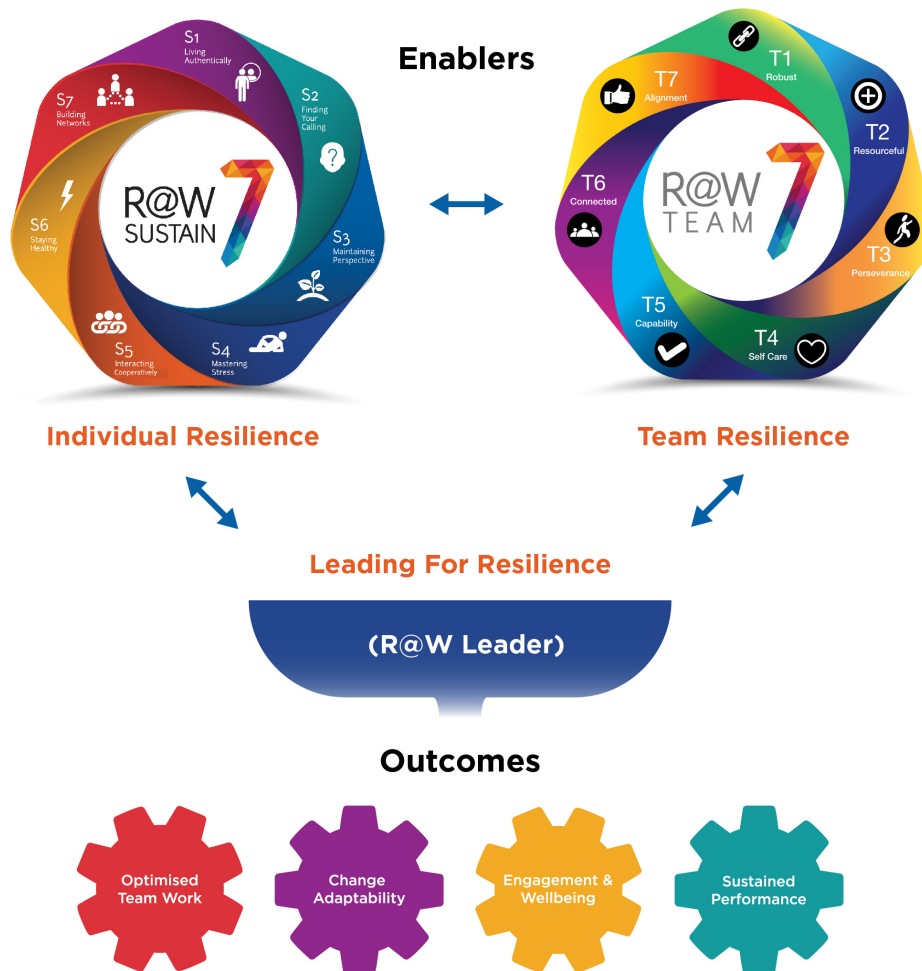 Enablers
S1
Living
Authentically
S2
Finding
Your
Calling
S3
Maintaining
Perspective
S4
Mastering
Stress
S5
Interacting
Cooperatively
S6
Staying
Healthy
S7
Building
Networks
R@W
SUSTAIN
7
T1
Robust
T2
Resourceful
T3
Perseverance
T4
Self Care
T5
Capability
T6
Connected
T7
Alignment
R@W
TEAM
7
Individual Resilience
Team Resilience
Leading For Resilience
(R@W Leader)
Outcomes
Optimised
Team Work
Change
Adaptability
Engagement &
Wellbeing
Sustained
Performance